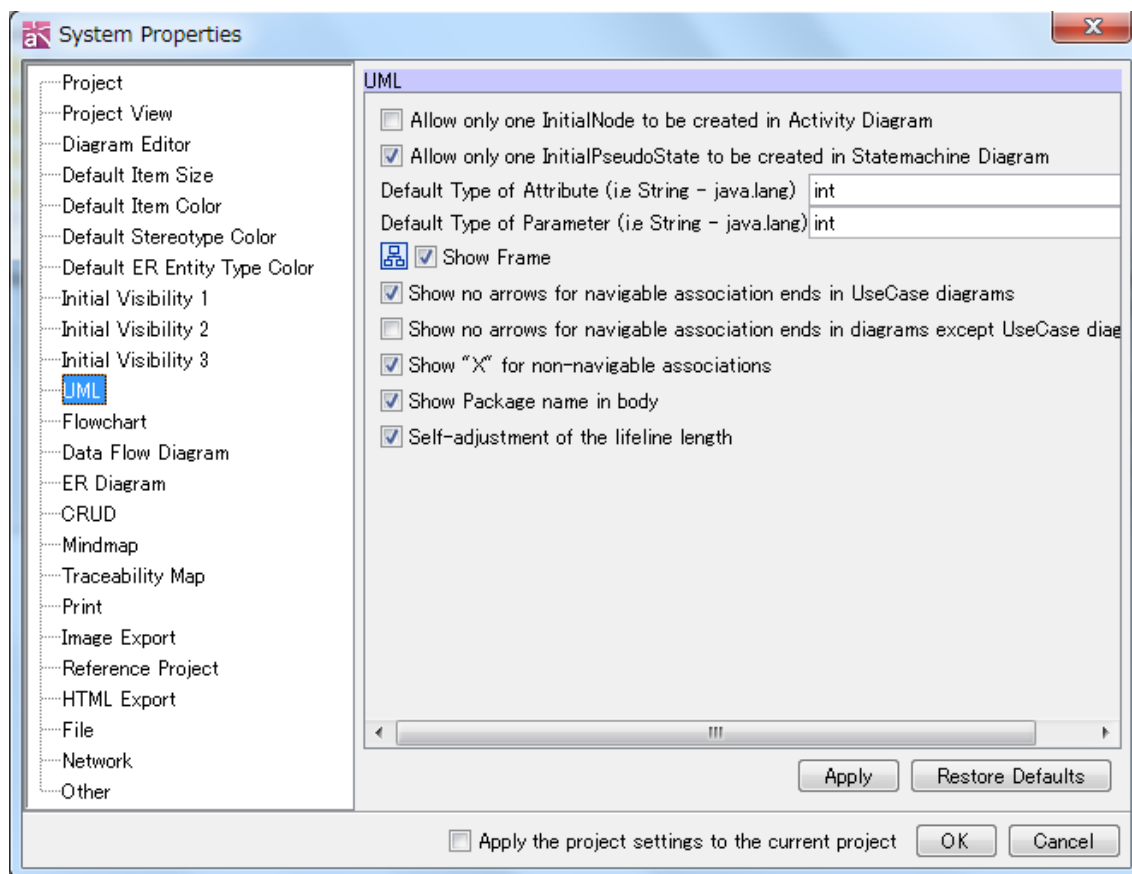 System Properties
Project
Project View
Diagram Editor
Default Item Size
Default Item Color
Default Stereotype Color
Default ER Entity Type Color
Initial Visibility 1
Initial Visibility 2
Initial Visibility 3
UML
Flowchart
Data Flow Diagram
ER Diagram
CRUD
Mindmap
Traceability Map
Print
Image Export
Reference Project
HTML Export
File
Network
Other
UML
Allow only one InitialNode to be created in Activity Diagram
Allow only one InitialPseudoState to be created in Statemachine Diagram
Default Type of Attribute (i.e String - java.lang) int
Default Type of Parameter (i.e String - java.lang) int
Show Frame
Show no arrows for navigable association ends in UseCase diagrams
Show no arrows for navigable association ends in diagrams except UseCase diag
Show "X" for non-navigable associations
Show Package name in body
Self-adjustment of the lifeline length
Apply Restore Defaults
Apply the project settings to the current project OK Cancel